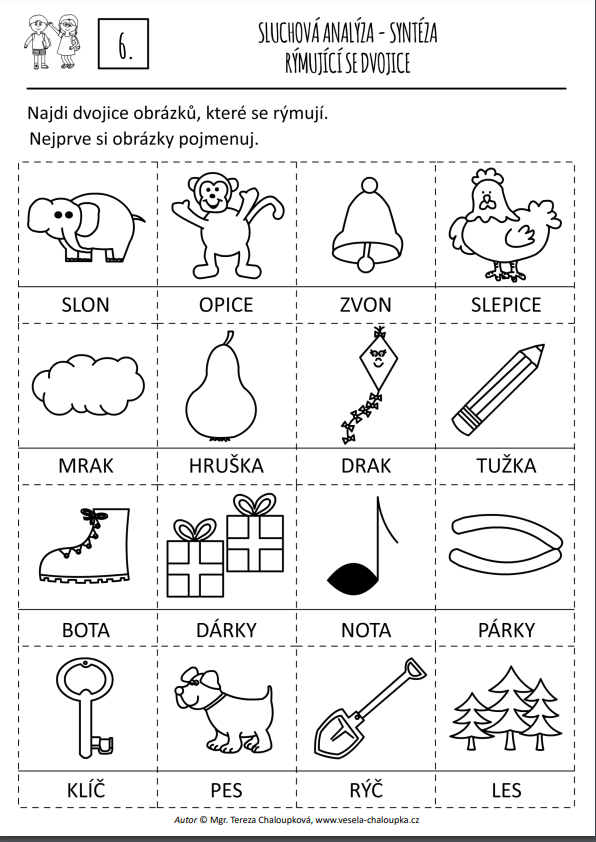 6.
SLUCHOVÁ ANALÝZA - SYNTÉZA
RÝMUJÍCÍ SE DVOJICE
Najdi dvojice obrázků, které se rýmují.
Nejprve si obrázky pojmenuj.
SLON OPICE ZVON SLEPICE
MRAK HRUŠKA DRAK TUŽKA
BOTA DÁRKY NOTA PÁRKY
KLÍČ PES RÝČ LES
Autor © Mgr. Tereza Chaloupková, www.vesela-chaloupka.cz